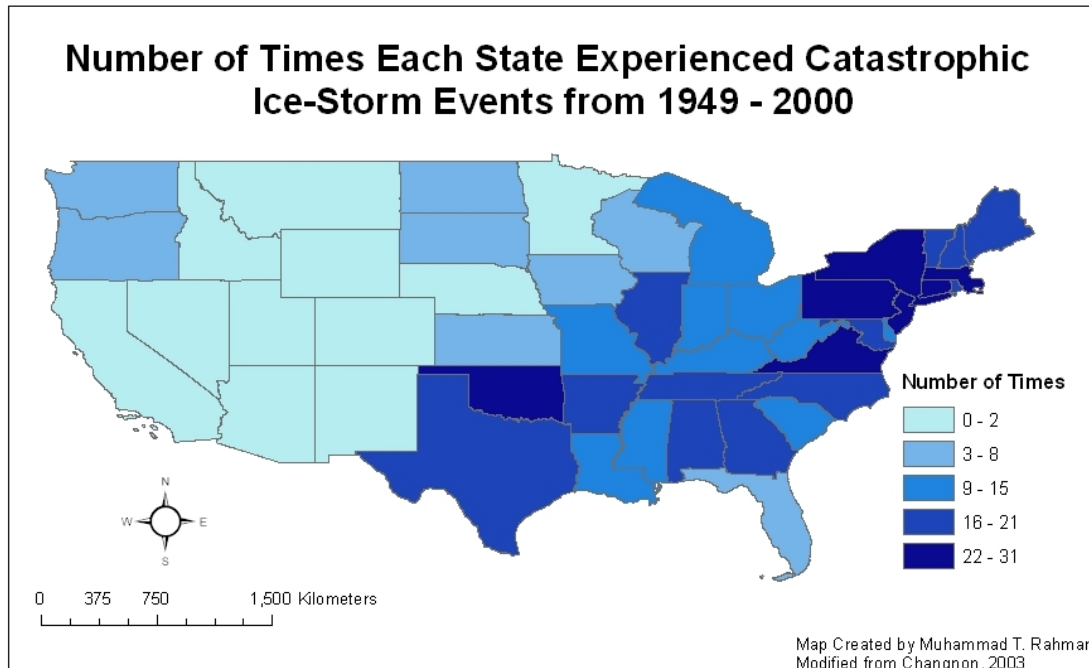 Number of Times Each State Experienced Catastrophic
Ice-Storm Events from 1949 - 2000
N
W
E
S
0 375 750 1,500 Kilometers
Number of Times
0 - 2
3 - 8
9 - 15
16 - 21
22 - 31
Map Created by Muhammad T. Rahman
Modified from Changnon, 2003